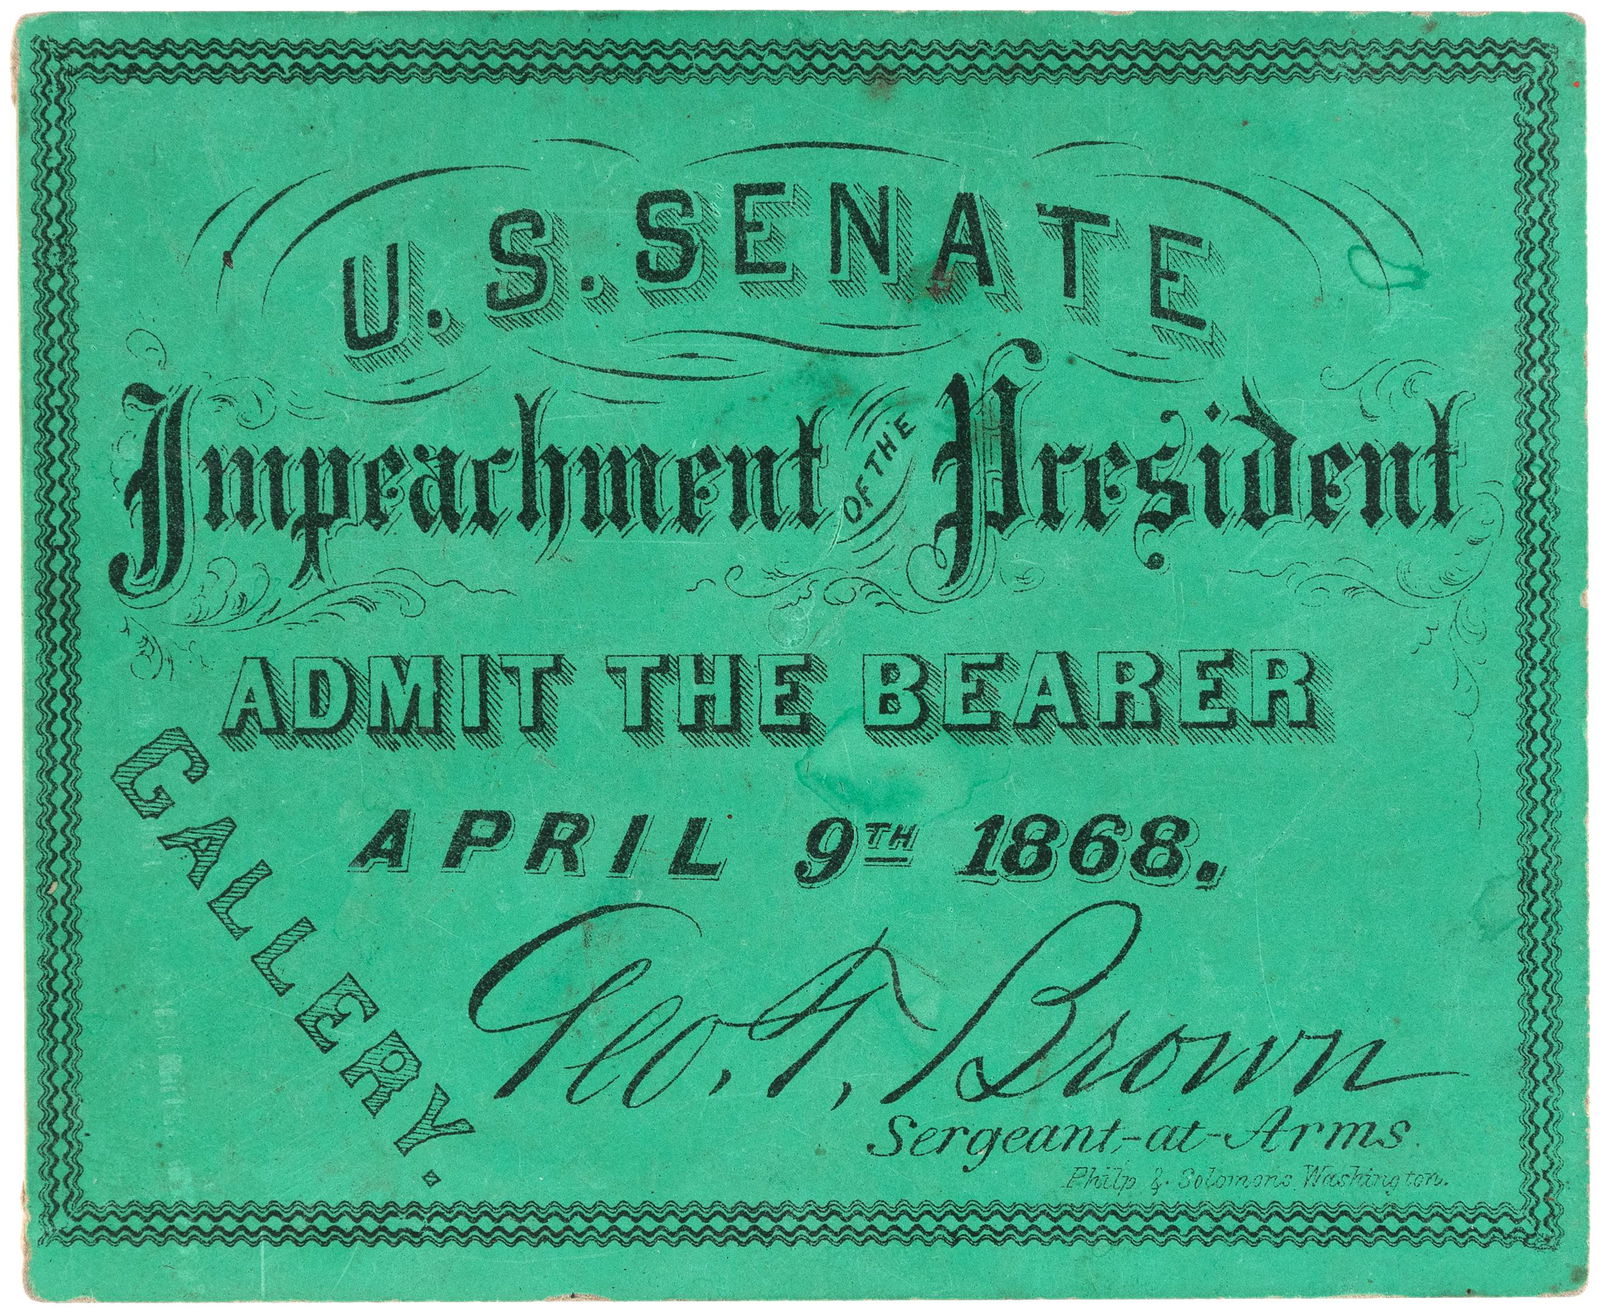 U. S. SENATE
Impeachment OF THE President
ADMIT THE BEARER
GALLERY.
APRIL 9TH 1868.
Geo. T. Brown
Sergeant-at-Arms.
Philp & Solomons Washington.